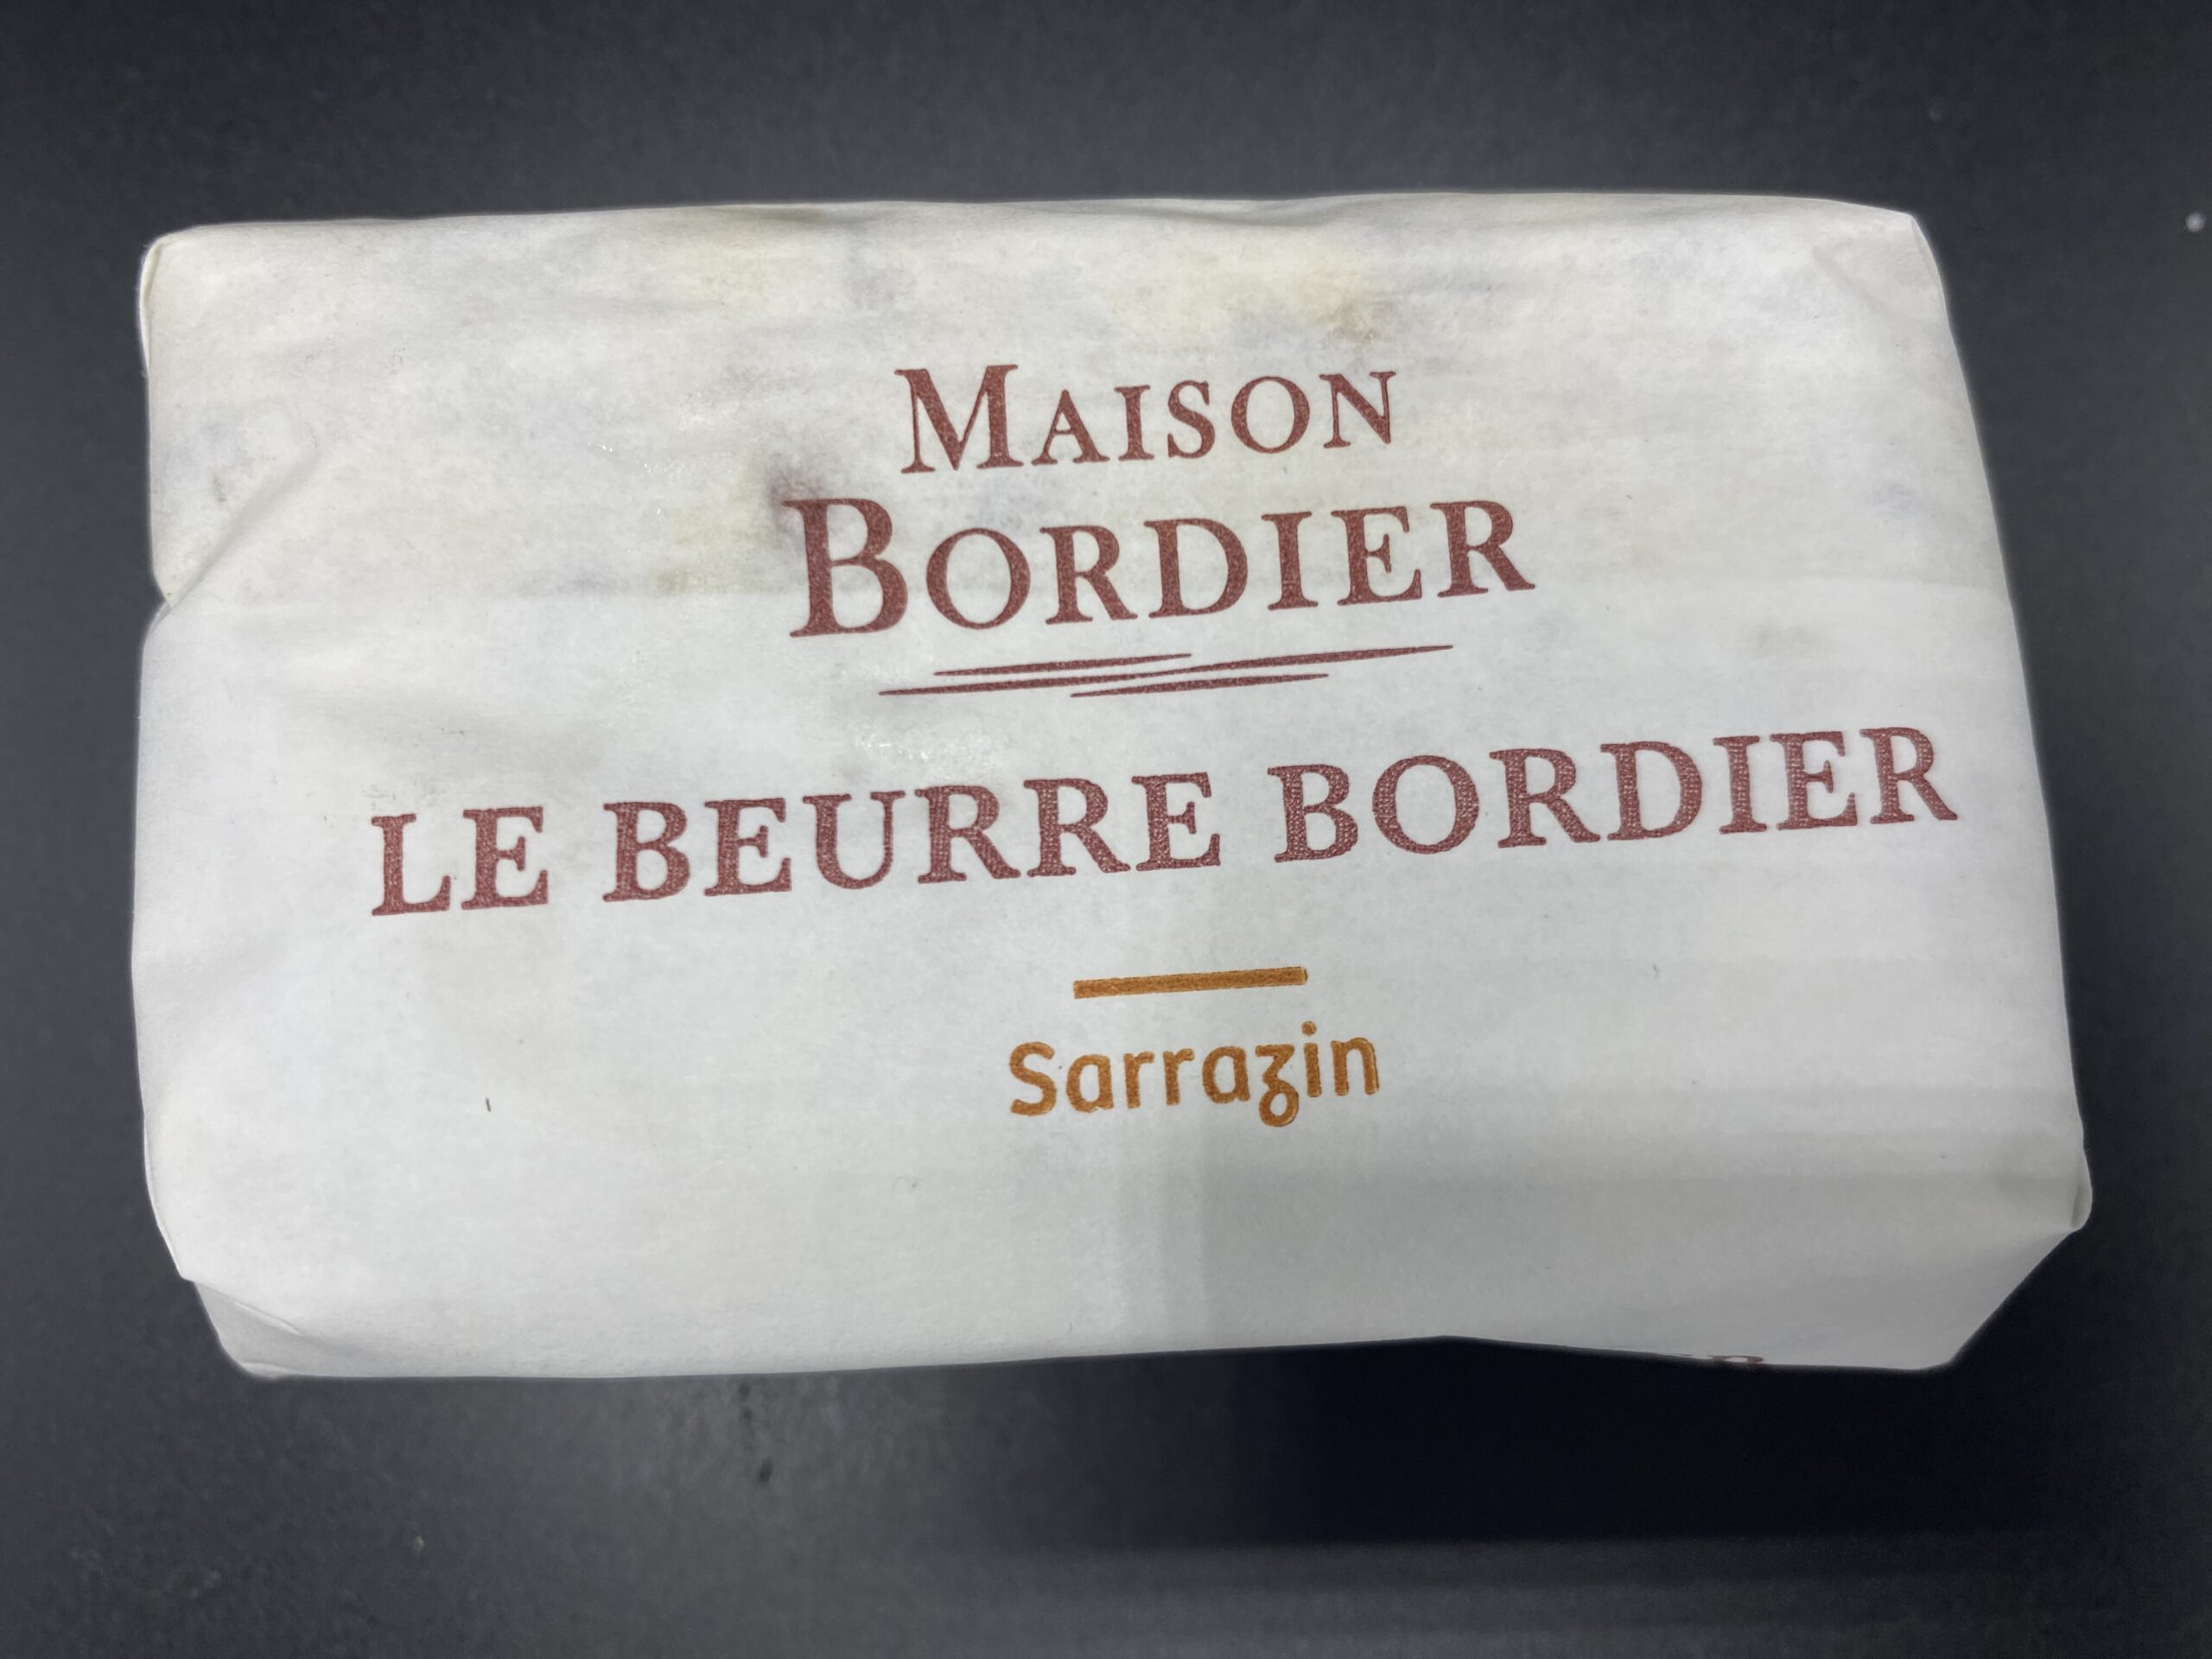 MAISON
BORDIER
LE BEURRE BORDIER
Sarrazin